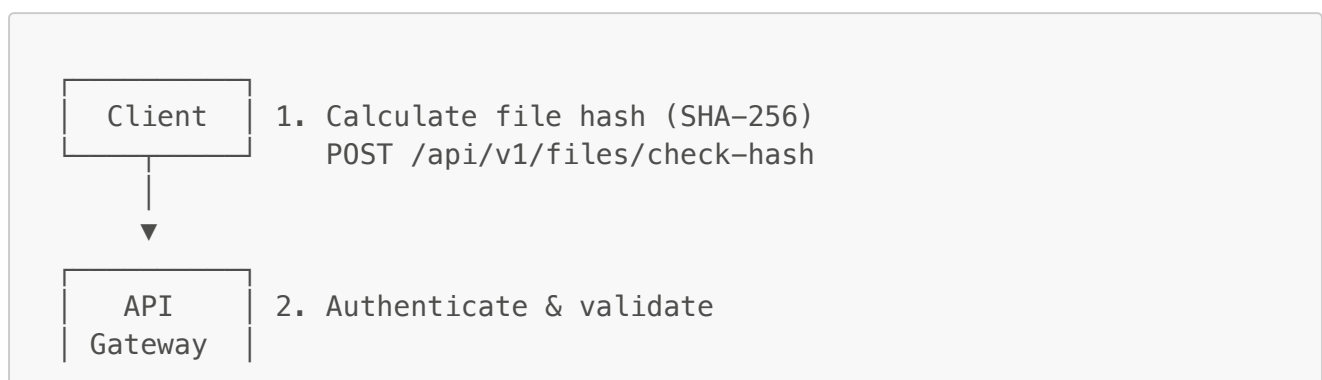 Client 1. Calculate file hash (SHA-256)
POST /api/v1/files/check-hash
API 2. Authenticate & validate
Gateway